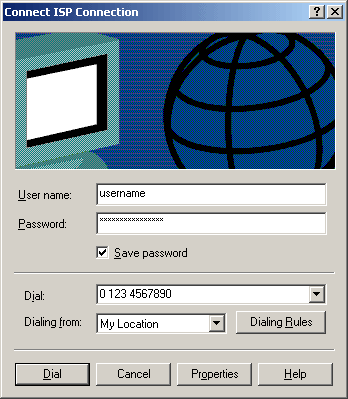 Connect ISP Connection
User name: username
Password: ****************
Save password
Dial: 0 123 4567890
Dialing from: My Location Dialing Rules
Dial Cancel Properties Help